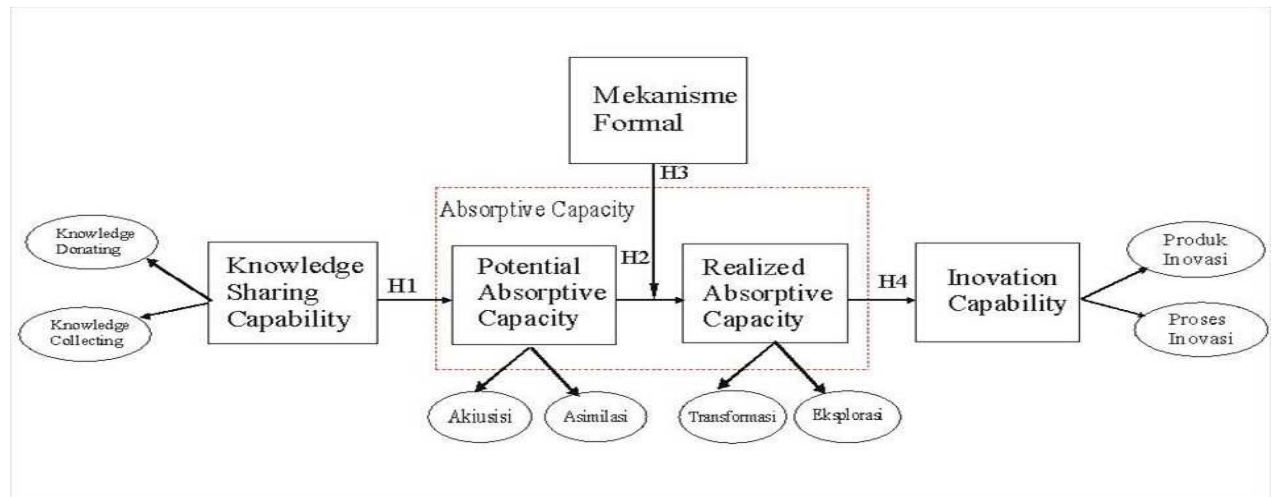 Mekanisme
Formal
H3
Absorptive Capacity
Knowledge
Donating
Knowledge
Collecting
Knowledge
Sharing
Capability
H1
Potential
Absorptive
Capacity
H2
Realized
Absorptive
Capacity
H4
Inovation
Capability
Produk
Inovasi
Proses
Inovasi
Akiusisi
Asimilasi
Transformasi
Eksplorasi